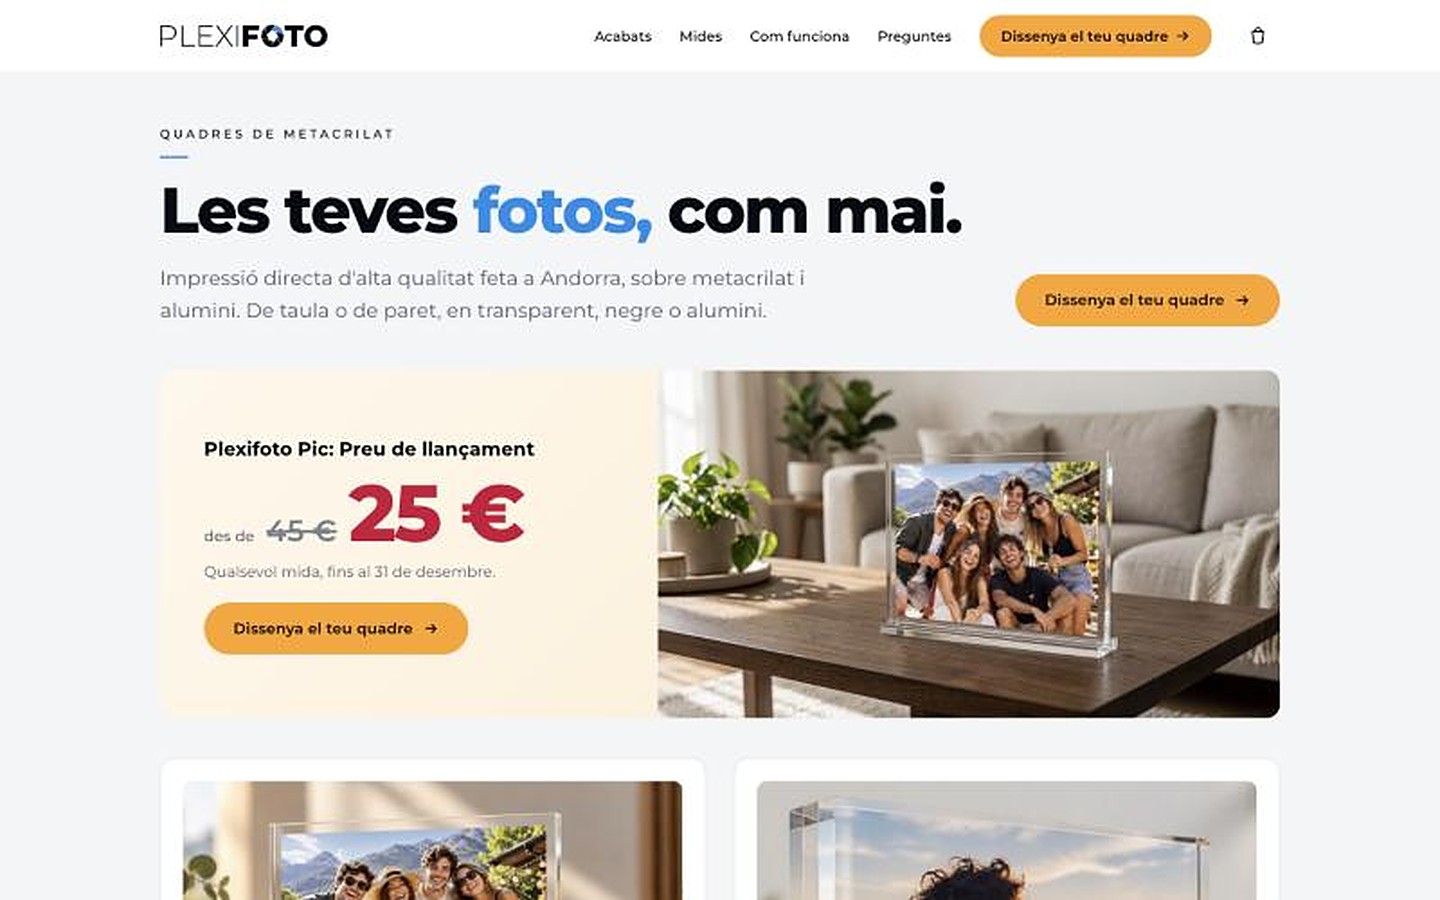 PLEXIFOTO
Acabats
Mides
Com funciona
Preguntes
Dissenya el teu quadre →
QUADRES DE METACRILAT
Les teves fotos, com mai.
Impressió directa d'alta qualitat feta a Andorra, sobre metacrilat i
alumini. De taula o de paret, en transparent, negre o alumini.
Dissenya el teu quadre →
Plexifoto Pic: Preu de llançament
des de 45 € 25 €
Qualsevol mida, fins al 31 de desembre.
Dissenya el teu quadre →